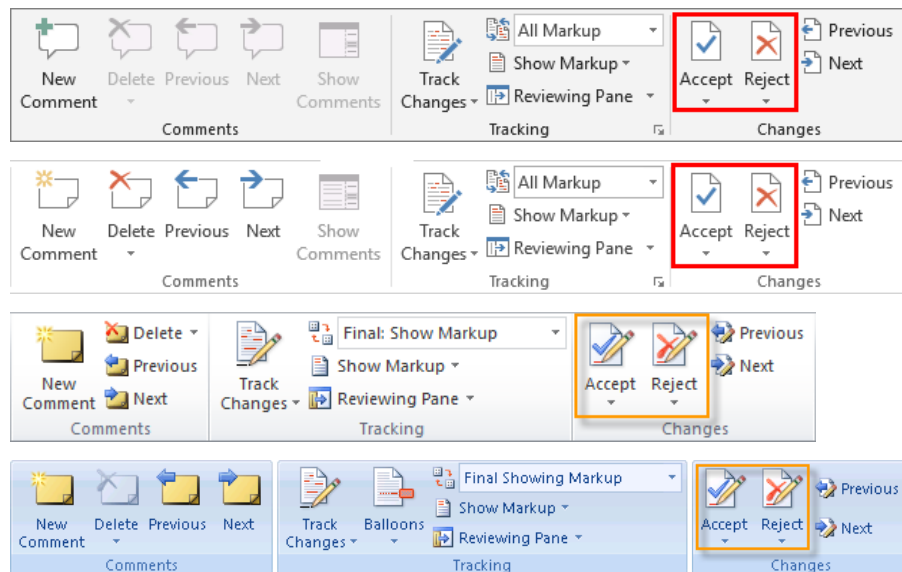 All Markup
Previous
Show Markup
Next
New Comment
Delete
Previous
Next
Show Comments
Track Changes
Reviewing Pane
Accept
Reject
Comments
Tracking
Changes
All Markup
Previous
Show Markup
Next
New Comment
Delete
Previous
Next
Show Comments
Track Changes
Reviewing Pane
Accept
Reject
Comments
Tracking
Changes
Delete
Final: Show Markup
Previous
Previous
Show Markup
Next
New Comment
Next
Track Changes
Reviewing Pane
Accept
Reject
Comments
Tracking
Changes
Final Showing Markup
Previous
Show Markup
New Comment
Delete
Previous
Next
Track Changes
Balloons
Reviewing Pane
Accept
Reject
Next
Comments
Tracking
Changes